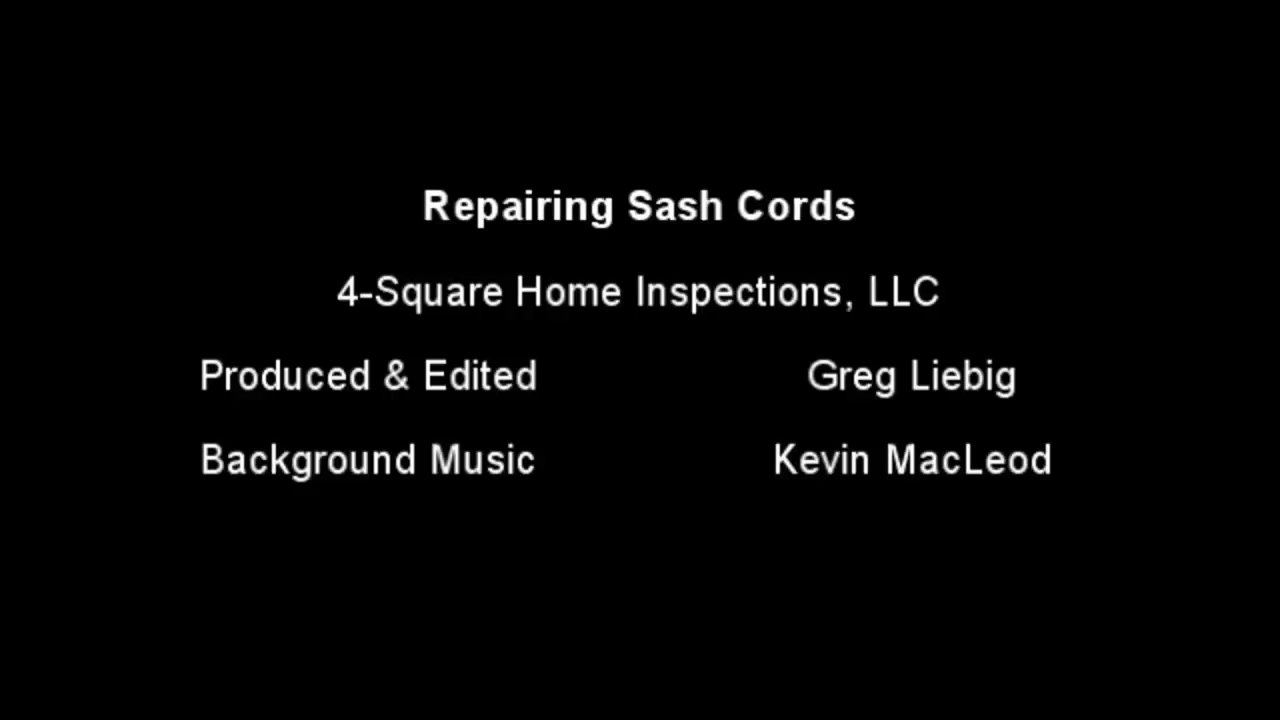 Repairing Sash Cords
4-Square Home Inspections, LLC
Produced & Edited Greg Liebig
Background Music Kevin MacLeod